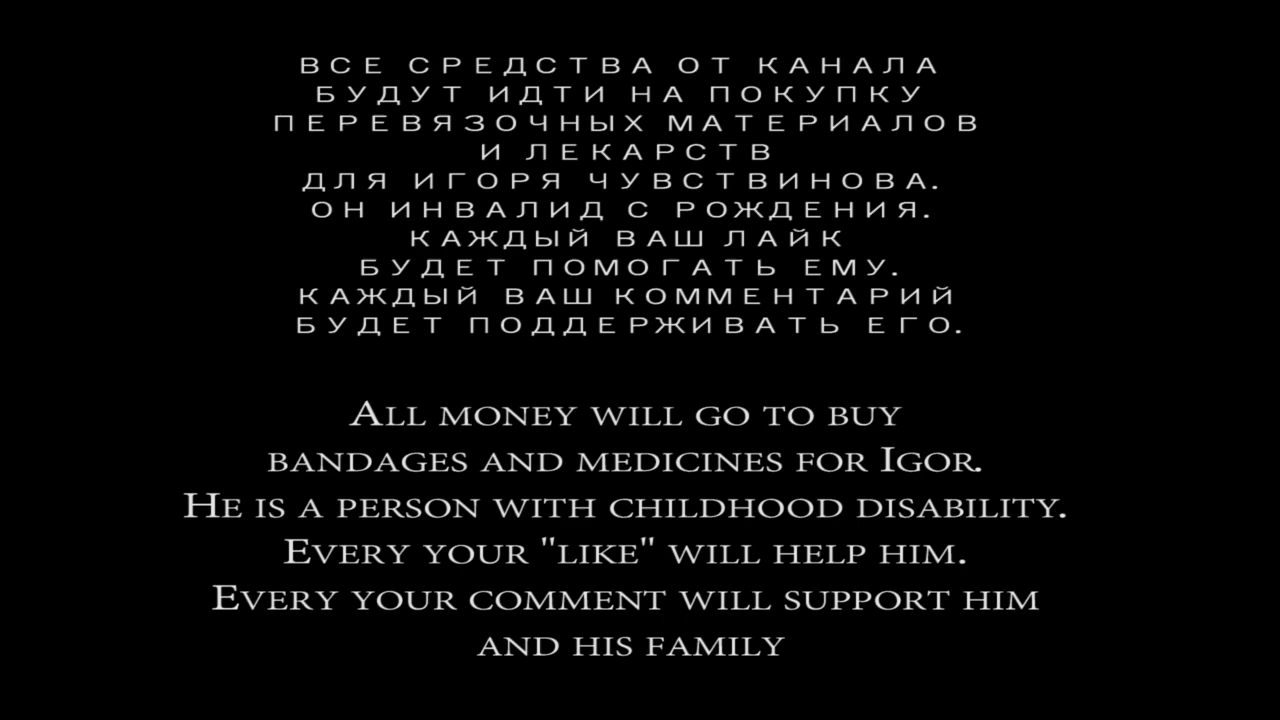 ВСЕ СРЕДСТВА ОТ КАНАЛА
БУДУТ ИДТИ НА ПОКУПКУ
ПЕРЕВЯЗОЧНЫХ МАТЕРИАЛОВ
И ЛЕКАРСТВ
ДЛЯ ИГОРЯ ЧУВСТВИНОВА.
ОН ИНВАЛИД С РОЖДЕНИЯ.
КАЖДЫЙ ВАШ ЛАЙК
БУДЕТ ПОМОГАТЬ ЕМУ.
КАЖДЫЙ ВАШ КОММЕНТАРИЙ
БУДЕТ ПОДДЕРЖИВАТЬ ЕГО.
ALL MONEY WILL GO TO BUY
BANDAGES AND MEDICINES FOR IGOR.
HE IS A PERSON WITH CHILDHOOD DISABILITY.
EVERY YOUR "LIKE" WILL HELP HIM.
EVERY YOUR COMMENT WILL SUPPORT HIM
AND HIS FAMILY